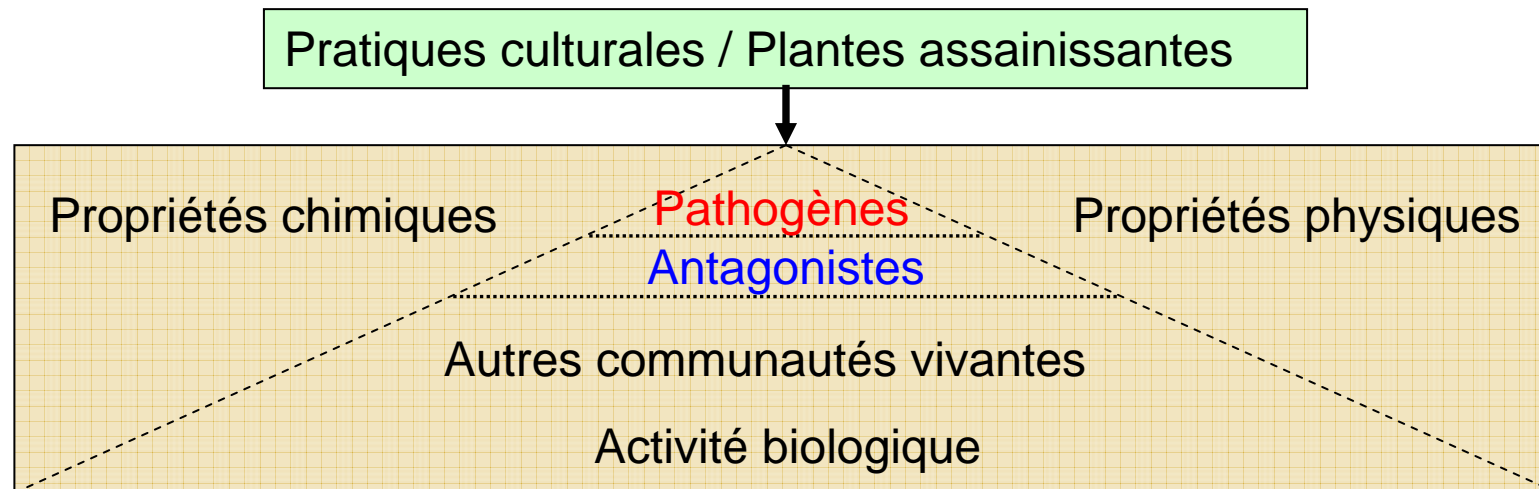 Pratiques culturales / Plantes assainissantes
Propriétés chimiques
Pathogènes
Propriétés physiques
Antagonistes
Autres communautés vivantes
Activité biologique